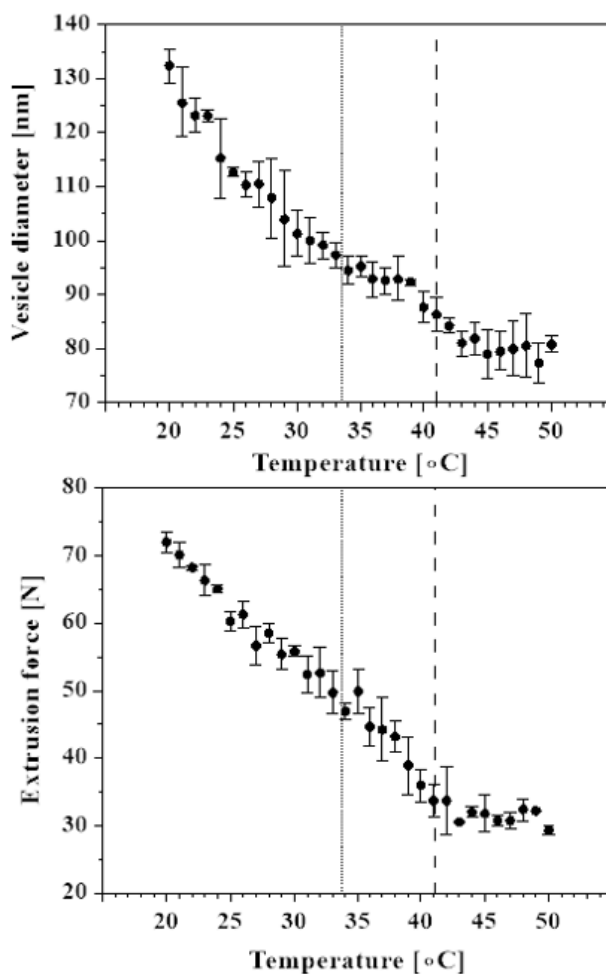 140
130
120
110
100
90
80
70
Vesicle diameter [nm]
20 25 30 35 40 45 50
Temperature [∘C]
80
70
60
50
40
30
20
Extrusion force [N]
20 25 30 35 40 45 50
Temperature [∘C]